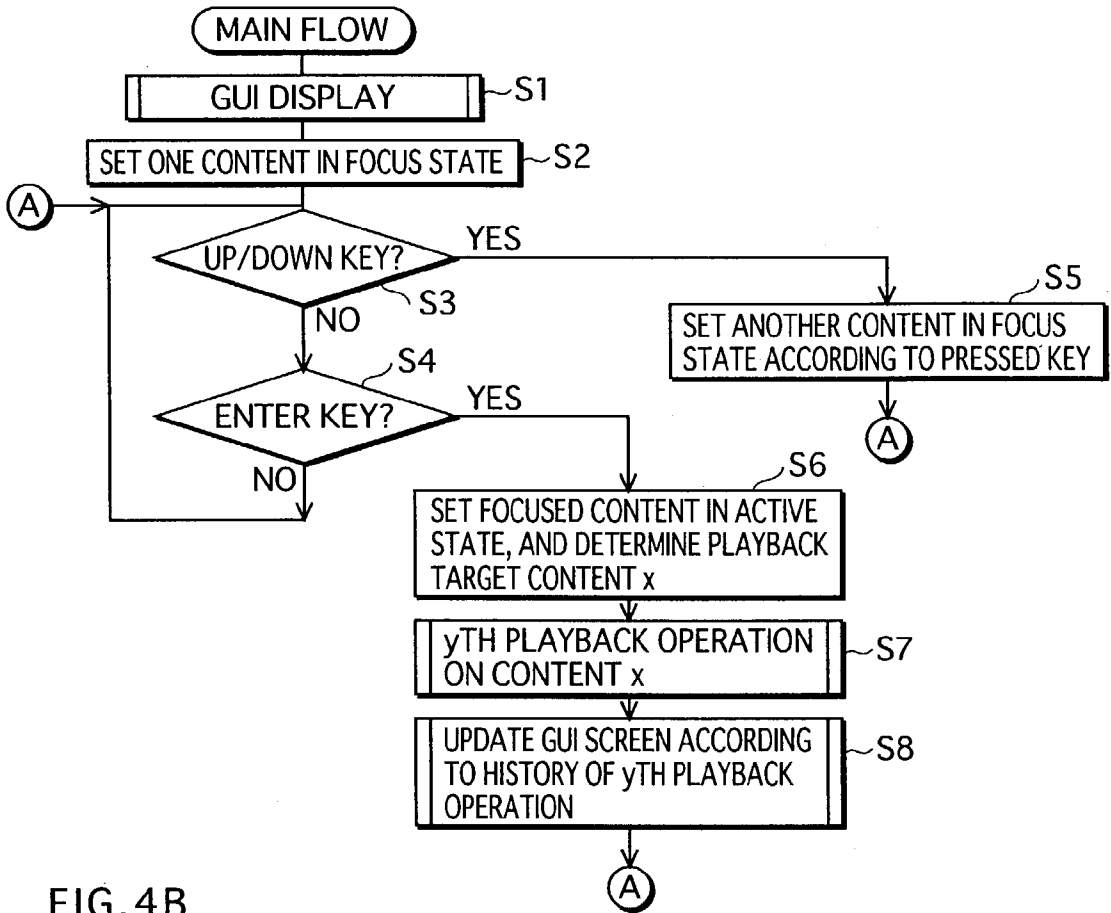 MAIN FLOW
GUI DISPLAY
S1
SET ONE CONTENT IN FOCUS STATE
S2
A
UP/DOWN KEY?
YES
S3
NO
S5
SET ANOTHER CONTENT IN FOCUS
STATE ACCORDING TO PRESSED KEY
A
S4
ENTER KEY?
YES
NO
S6
SET FOCUSED CONTENT IN ACTIVE
STATE, AND DETERMINE PLAYBACK
TARGET CONTENT x
yTH PLAYBACK OPERATION
ON CONTENT x
S7
UPDATE GUI SCREEN ACCORDING
TO HISTORY OF yTH PLAYBACK
OPERATION
S8
A
FIG. 4B